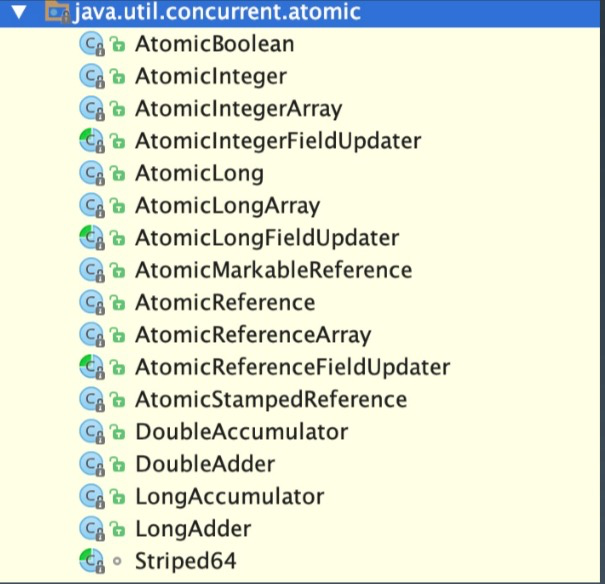 java.util.concurrent.atomic
AtomicBoolean
AtomicInteger
AtomicIntegerArray
AtomicIntegerFieldUpdater
AtomicLong
AtomicLongArray
AtomicLongFieldUpdater
AtomicMarkableReference
AtomicReference
AtomicReferenceArray
AtomicReferenceFieldUpdater
AtomicStampedReference
DoubleAccumulator
DoubleAdder
LongAccumulator
LongAdder
Striped64